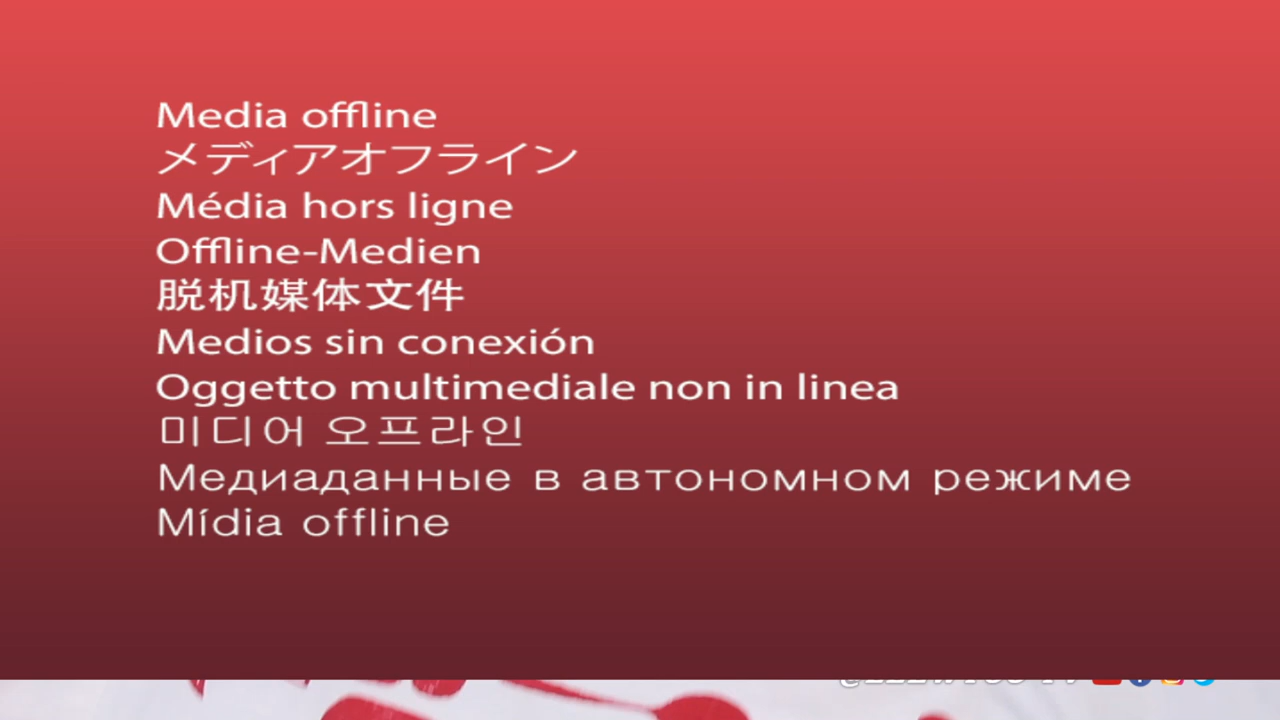 Media offline
メディアオフライン
Média hors ligne
Offline-Medien
脱机媒体文件
Medios sin conexión
Oggetto multimediale non in linea
미디어 오프라인
Медиаданные в автономном режиме
Mídia offline